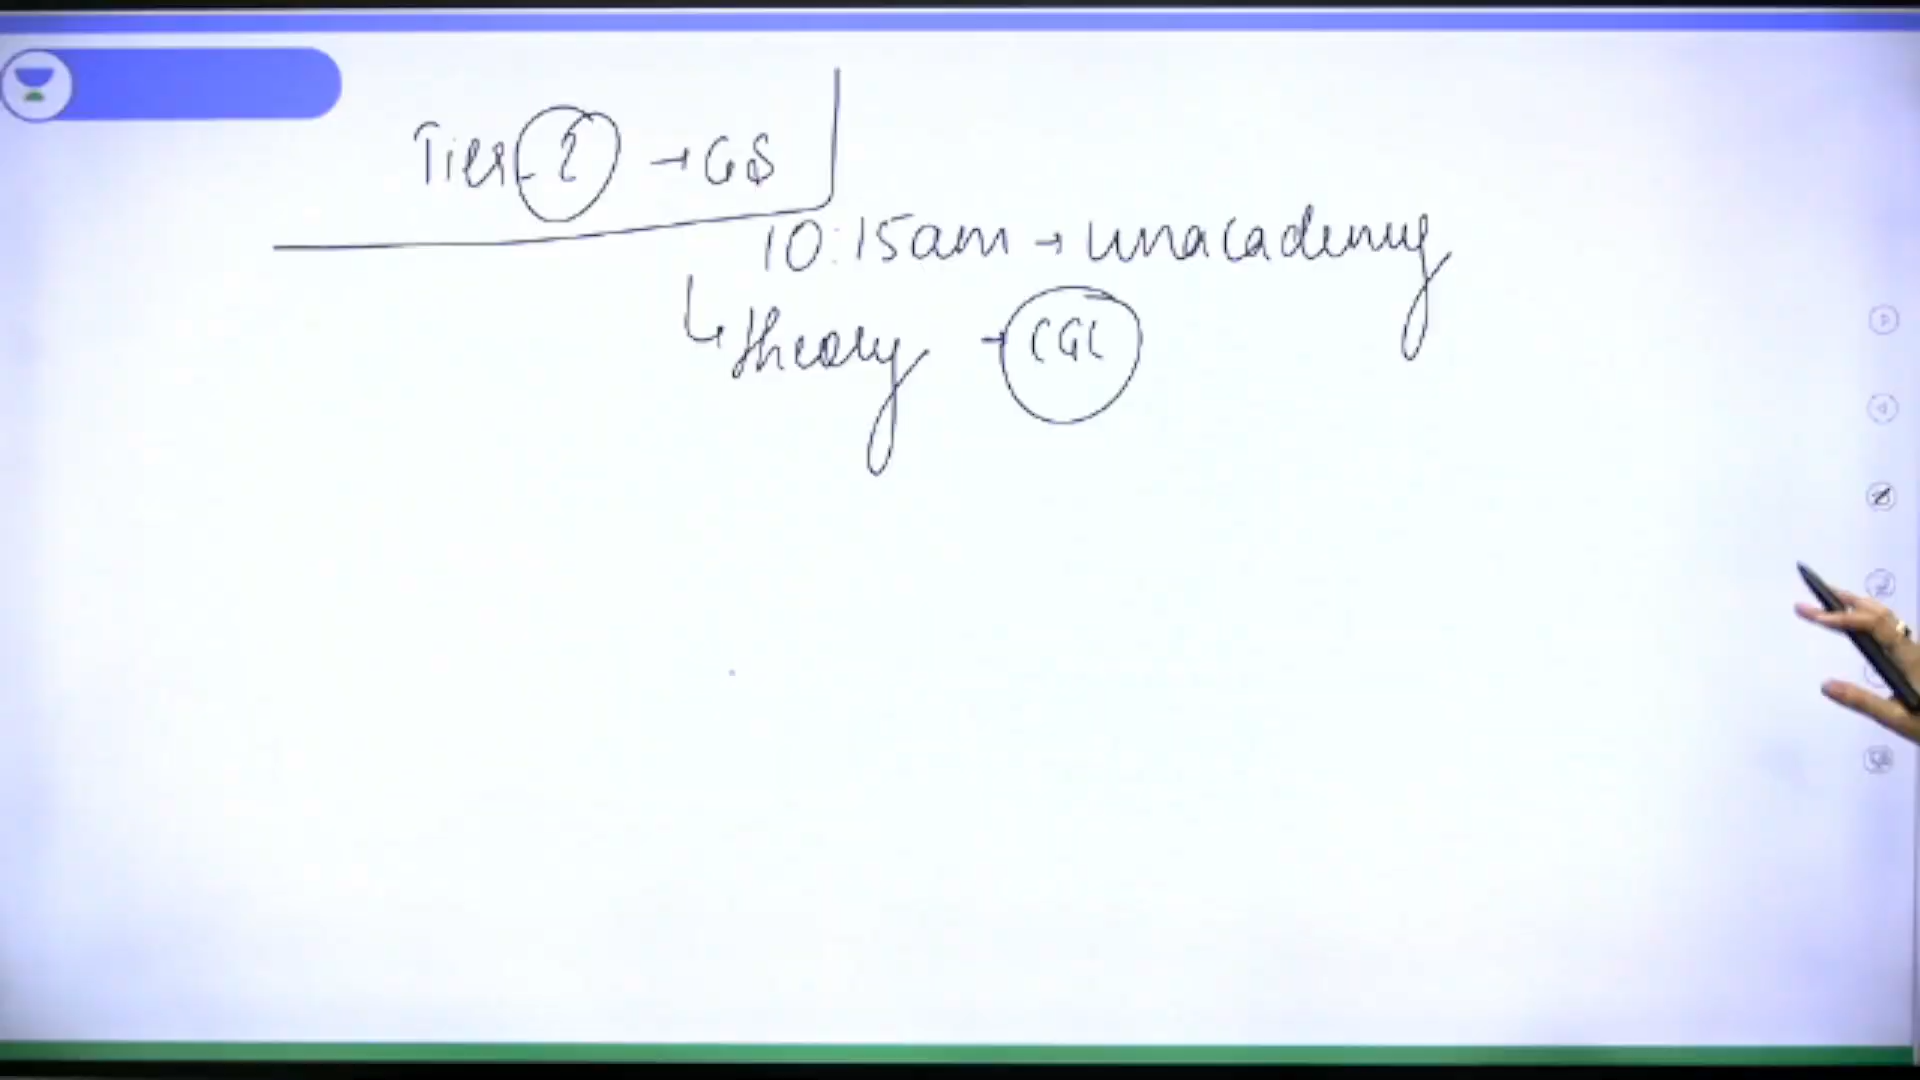 Tier-2 → GS
10:15am → unacademy
↳ theory → CGL